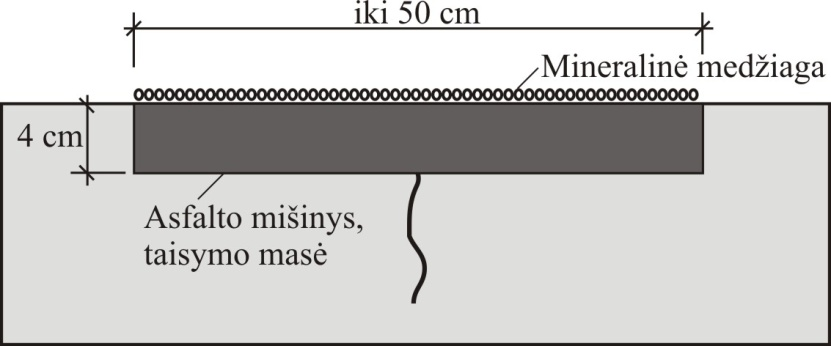 iki 50 cm
Mineralinė medžiaga
4 cm
Asfalto mišinys,
taisymo masė